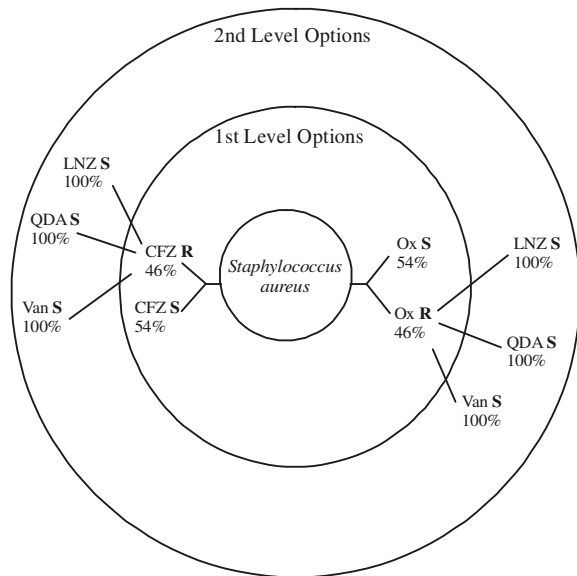 2nd Level Options
1st Level Options
LNZ S
100%
QDA S
100%
CFZ R
46%
Van S
100%
CFZ S
54%
Staphylococcus
aureus
Ox S
54%
Ox R
46%
LNZ S
100%
QDA S
100%
Van S
100%